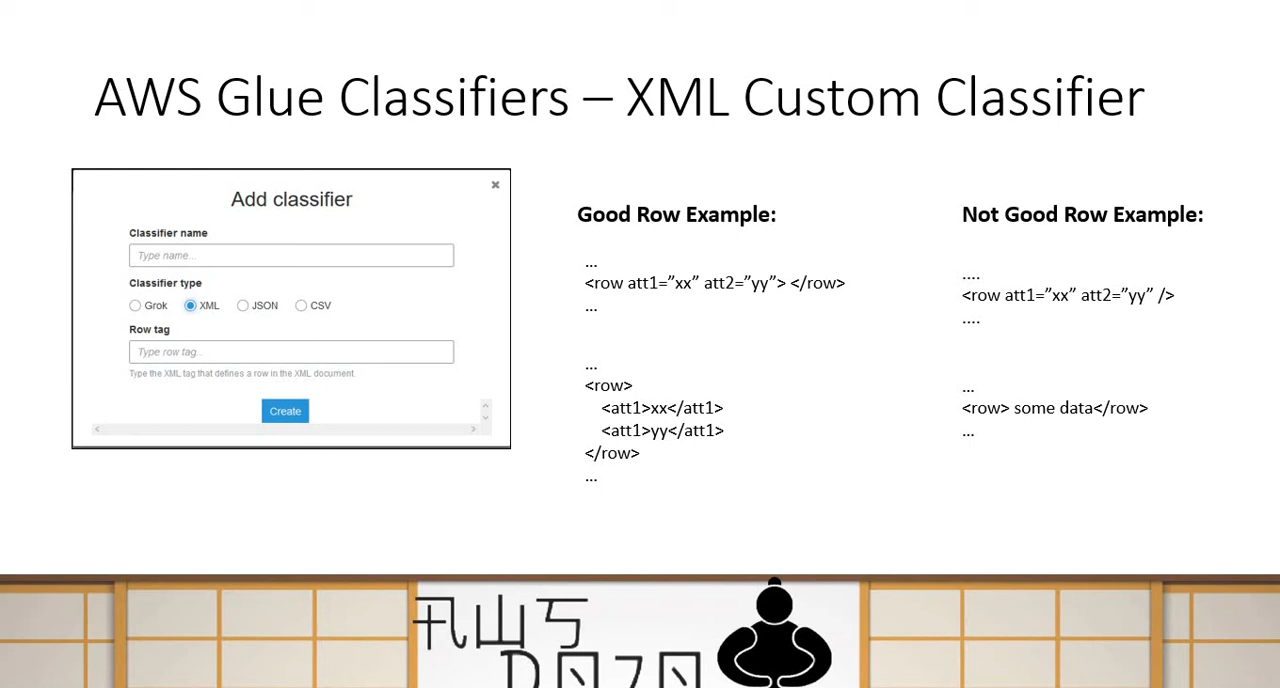 AWS Glue Classifiers – XML Custom Classifier
Add classifier
Classifier name
Type name...
Classifier type
Grok XML JSON CSV
Row tag
Type row tag...
Type the XML tag that defines a row in the XML document.
Create
Good Row Example:
...
<row att1=”xx” att2=”yy”> </row>
...
...
<row>
<att1>xx</att1>
<att1>yy</att1>
</row>
...
Not Good Row Example:
....
<row att1=”xx” att2=”yy” />
....
...
<row> some data</row>
...